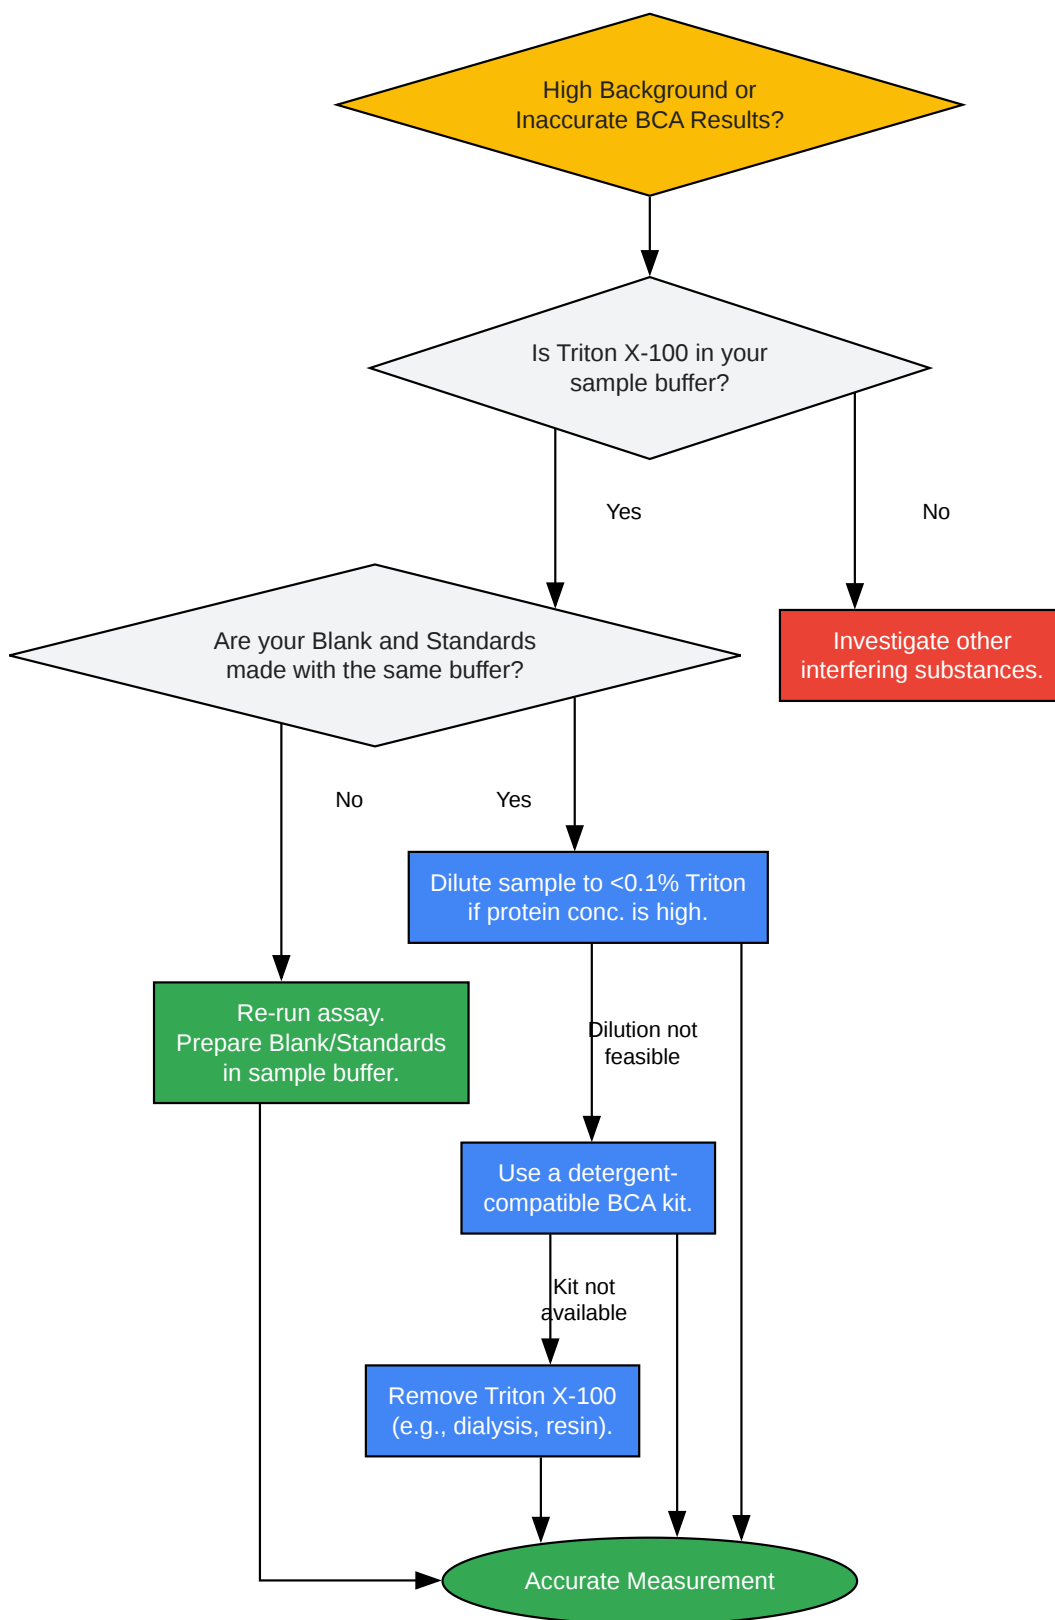 High Background or
Inaccurate BCA Results?
Is Triton X-100 in your
sample buffer?
Yes
No
Are your Blank and Standards
made with the same buffer?
Investigate other
interfering substances.
No
Yes
Dilute sample to <0.1% Triton
if protein conc. is high.
Re-run assay.
Prepare Blank/Standards
in sample buffer.
Dilution not
feasible
Use a detergent-
compatible BCA kit.
Kit not
available
Remove Triton X-100
(e.g., dialysis, resin).
Accurate Measurement